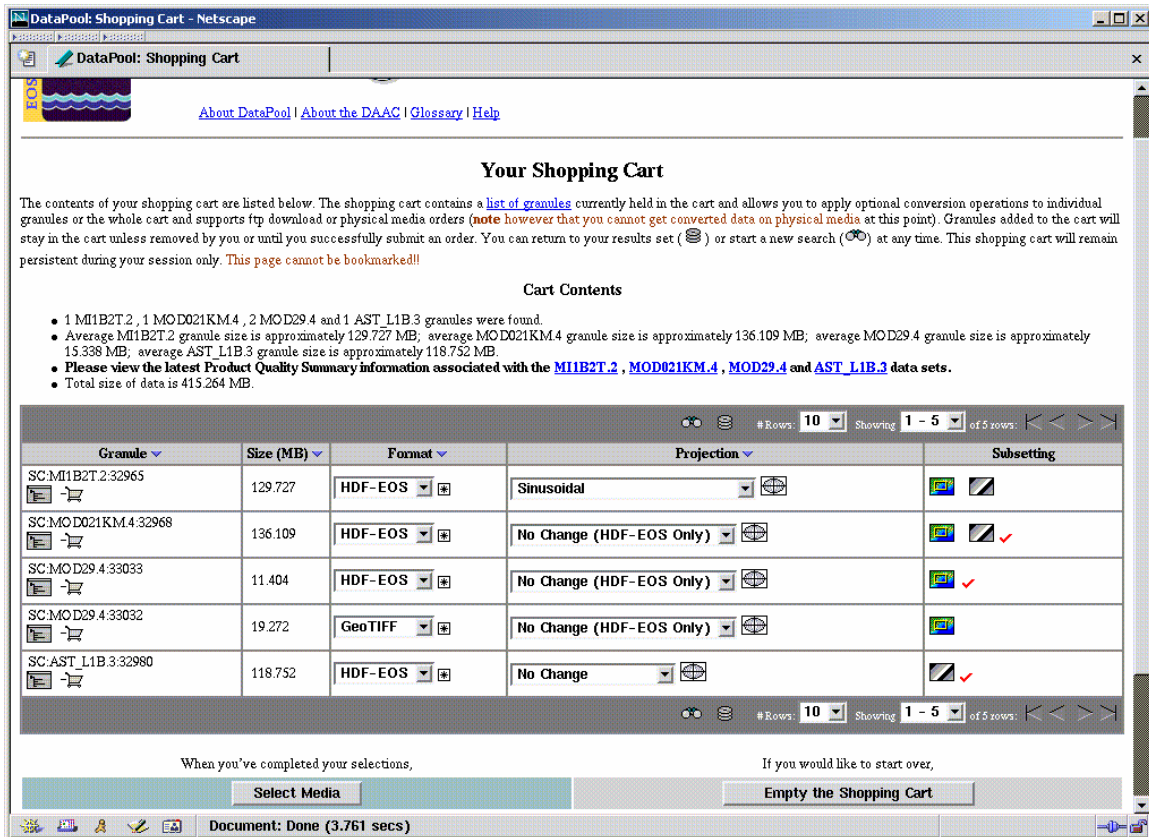 DataPool: Shopping Cart - Netscape
DataPool: Shopping Cart
EOS
About DataPool | About the DAAC | Glossary | Help
Your Shopping Cart
The contents of your shopping cart are listed below. The shopping cart contains a list of granules currently held in the cart and allows you to apply optional conversion operations to individual
granules or the whole cart and supports ftp download or physical media orders (note however that you cannot get converted data on physical media at this point). Granules added to the cart will
stay in the cart unless removed by you or until you successfully submit an order. You can return to your results set ( ) or start a new search ( ) at any time. This shopping cart will remain
persistent during your session only. This page cannot be bookmarked!!
Cart Contents
• 1 MI1B2T.2 , 1 MOD021KM.4 , 2 MOD29.4 and 1 AST_L1B.3 granules were found.
• Average MI1B2T.2 granule size is approximately 129.727 MB; average MOD021KM.4 granule size is approximately 136.109 MB; average MOD29.4 granule size is approximately
15.338 MB; average AST_L1B.3 granule size is approximately 118.752 MB.
• Please view the latest Product Quality Summary information associated with the MI1B2T.2 , MOD021KM.4 , MOD29.4 and AST_L1B.3 data sets.
• Total size of data is 415.264 MB.
# Rows: 10 Showing 1 - 5 of 5 rows:
Granule Size (MB) Format Projection Subsetting
SC:MI1B2T.2:32965 129.727 HDF-EOS Sinusoidal
SC:MOD021KM.4:32968 136.109 HDF-EOS No Change (HDF-EOS Only)
SC:MOD29.4:33033 11.404 HDF-EOS No Change (HDF-EOS Only)
SC:MOD29.4:33032 19.272 GeoTIFF No Change (HDF-EOS Only)
SC:AST_L1B.3:32980 118.752 HDF-EOS No Change
# Rows: 10 Showing 1 - 5 of 5 rows:
When you've completed your selections, If you would like to start over,
Select Media Empty the Shopping Cart
Document: Done (3.761 secs)